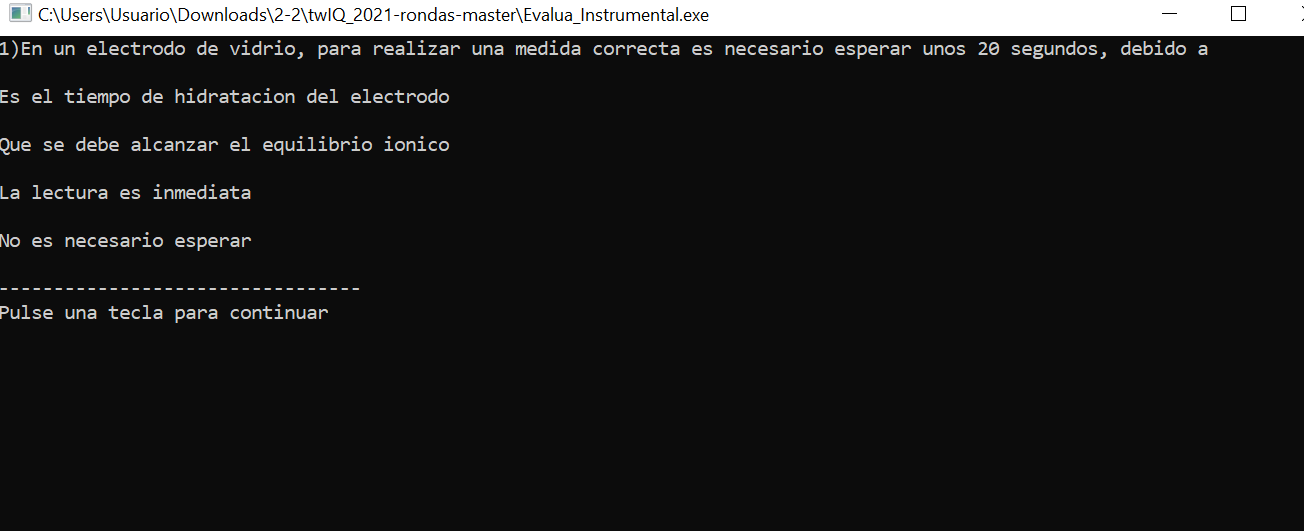 C:\Users\Usuario\Downloads\2-2\twIQ_2021-rondas-master\Evalua_Instrumental.exe
1)En un electrodo de vidrio, para realizar una medida correcta es necesario esperar unos 20 segundos, debido a
Es el tiempo de hidratacion del electrodo
Que se debe alcanzar el equilibrio ionico
La lectura es inmediata
No es necesario esperar
---------------------------------
Pulse una tecla para continuar